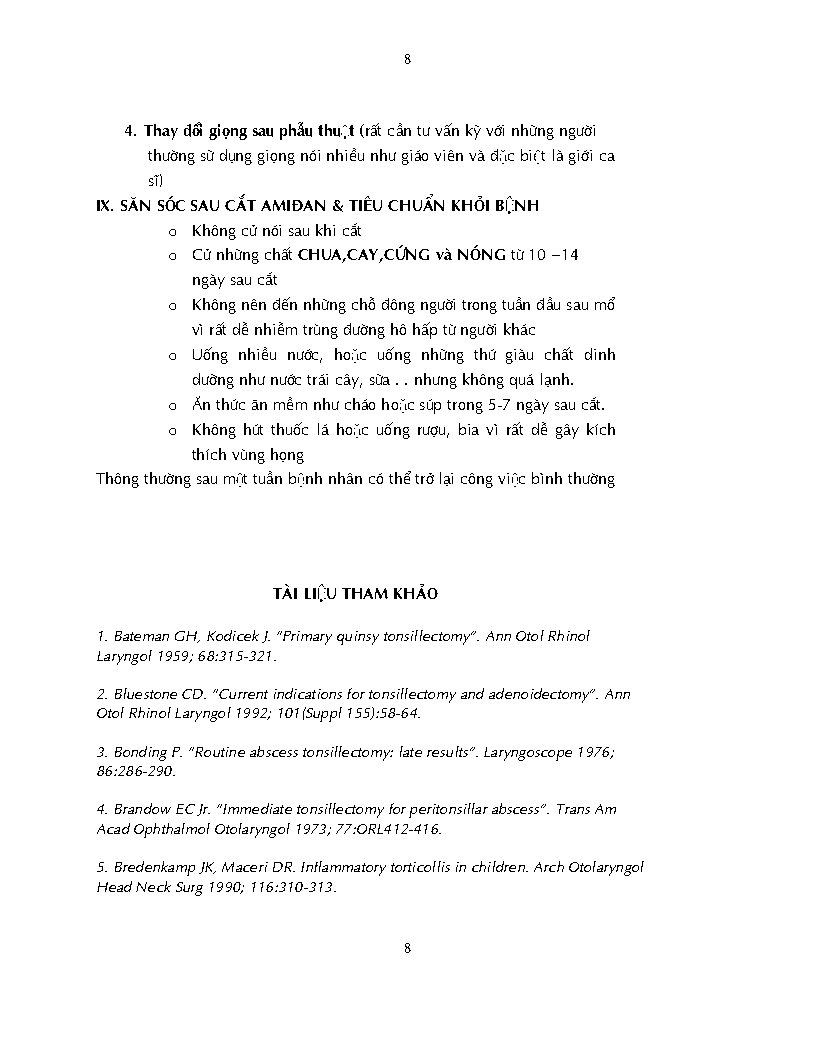 8
4. Thay đổi giọng sau phẫu thuật (rất cần tư vấn kỹ với những người
thường sử dụng giọng nói nhiều như giáo viên và đặc biệt là giới ca
sĩ)
IX. SĂN SÓC SAU CẮT AMIĐAN & TIÊU CHUẨN KHỎI BỆNH
o Không cử nói sau khi cắt
o Cử những chất CHUA,CAY,CỨNG và NÓNG từ 10 –14
ngày sau cắt
o Không nên đến những chỗ đông người trong tuần đầu sau mổ
vì rất dễ nhiễm trùng đường hô hấp từ người khác
o Uống nhiều nước, hoặc uống những thứ giàu chất dinh
dưỡng như nước trái cây, sữa . . nhưng không quá lạnh.
o Ăn thức ăn mềm như cháo hoặc súp trong 5-7 ngày sau cắt.
o Không hút thuốc lá hoặc uống rượu, bia vì rất dễ gây kích
thích vùng họng
Thông thường sau một tuần bệnh nhân có thể trở lại công việc bình thường
TÀI LIỆU THAM KHẢO
1. Bateman GH, Kodicek J. “Primary quinsy tonsillectomy”. Ann Otol Rhinol
Laryngol 1959; 68:315-321.
2. Bluestone CD. “Current indications for tonsillectomy and adenoidectomy”. Ann
Otol Rhinol Laryngol 1992; 101(Suppl 155):58-64.
3. Bonding P. “Routine abscess tonsillectomy: late results”. Laryngoscope 1976;
86:286-290.
4. Brandow EC Jr. “Immediate tonsillectomy for peritonsillar abscess”. Trans Am
Acad Ophthalmol Otolaryngol 1973; 77:ORL412-416.
5. Bredenkamp JK, Maceri DR. Inflammatory torticollis in children. Arch Otolaryngol
Head Neck Surg 1990; 116:310-313.
8